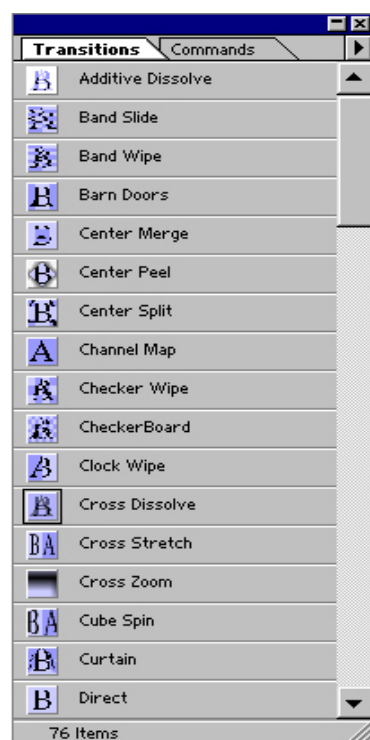 Transitions Commands
Additive Dissolve
Band Slide
Band Wipe
Barn Doors
Center Merge
Center Peel
Center Split
Channel Map
Checker Wipe
CheckerBoard
Clock Wipe
Cross Dissolve
Cross Stretch
Cross Zoom
Cube Spin
Curtain
Direct
76 Items